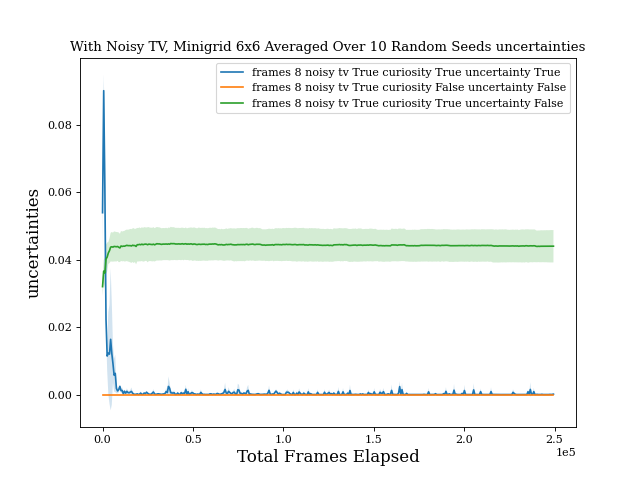 With Noisy TV, Minigrid 6x6 Averaged Over 10 Random Seeds uncertainties
frames 8 noisy tv True curiosity True uncertainty True
frames 8 noisy tv True curiosity False uncertainty False
frames 8 noisy tv True curiosity True uncertainty False
uncertainties
0.08
0.06
0.04
0.02
0.00
0.0 0.5 1.0 1.5 2.0 2.5
1e5
Total Frames Elapsed